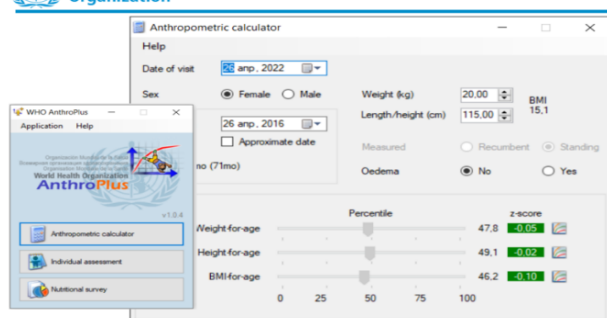 Organization
Anthropometric calculator
Help
Date of visit
26 апр, 2022
Sex
Female
Male
Weight (kg)
20,00
BMI
15,1
Length/height (cm)
115,00
26 апр, 2016
Approximate date
Measured
Recumbent
Standing
mo (71mo)
Oedema
No
Yes
WHO AnthroPlus
Application Help
World Health Organization
AnthroPlus
v1.0.4
Anthropometric calculator
Individual assessment
Nutritional survey
Percentile
z-score
Weight-for-age
47,8
-0.05
Height-for-age
49,1
-0.02
BMI-for-age
46,2
-0.10
0 25 50 75 100